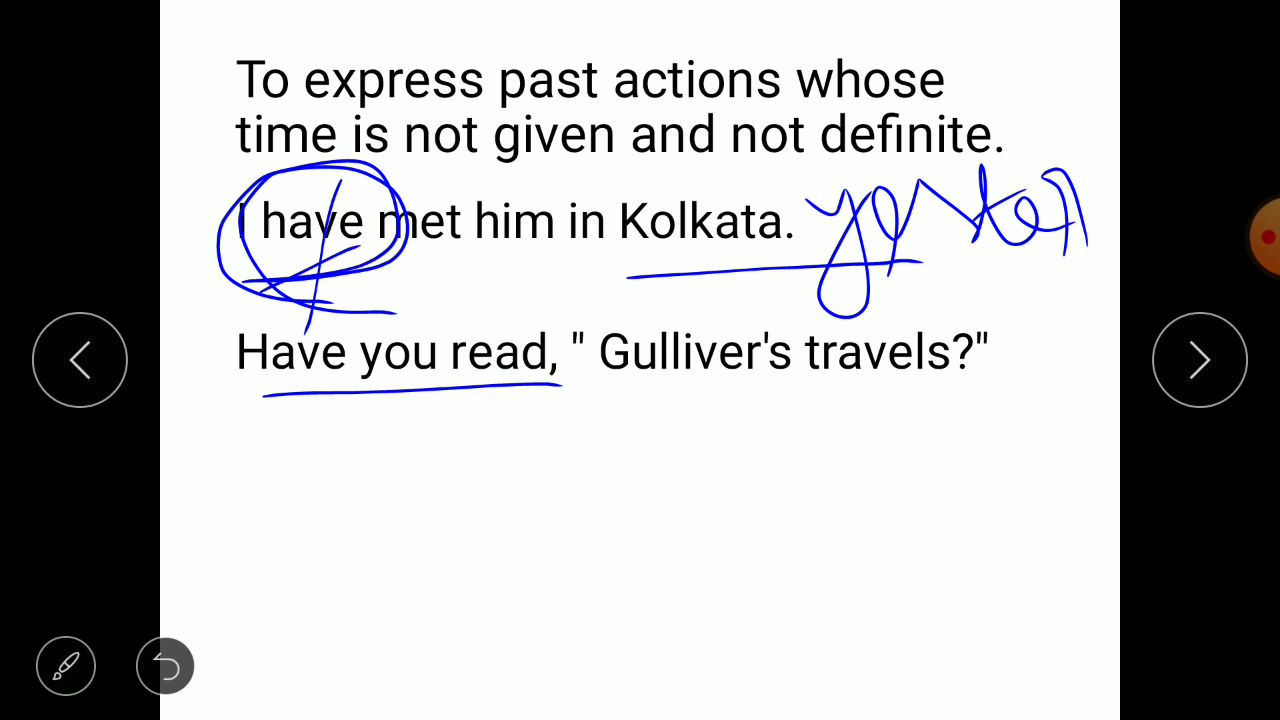 To express past actions whose
time is not given and not definite.
I have met him in Kolkata.
Have you read, " Gulliver's travels?"